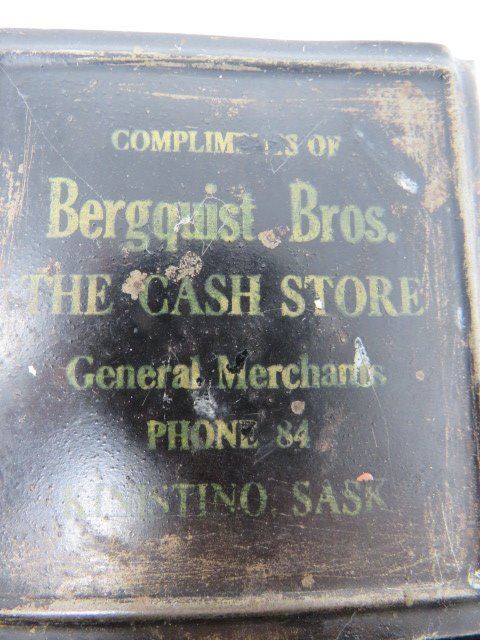 COMPLIMENTS OF
Bergquist Bros.
THE CASH STORE
General Merchants
PHONE 84
KINISTINO, SASK